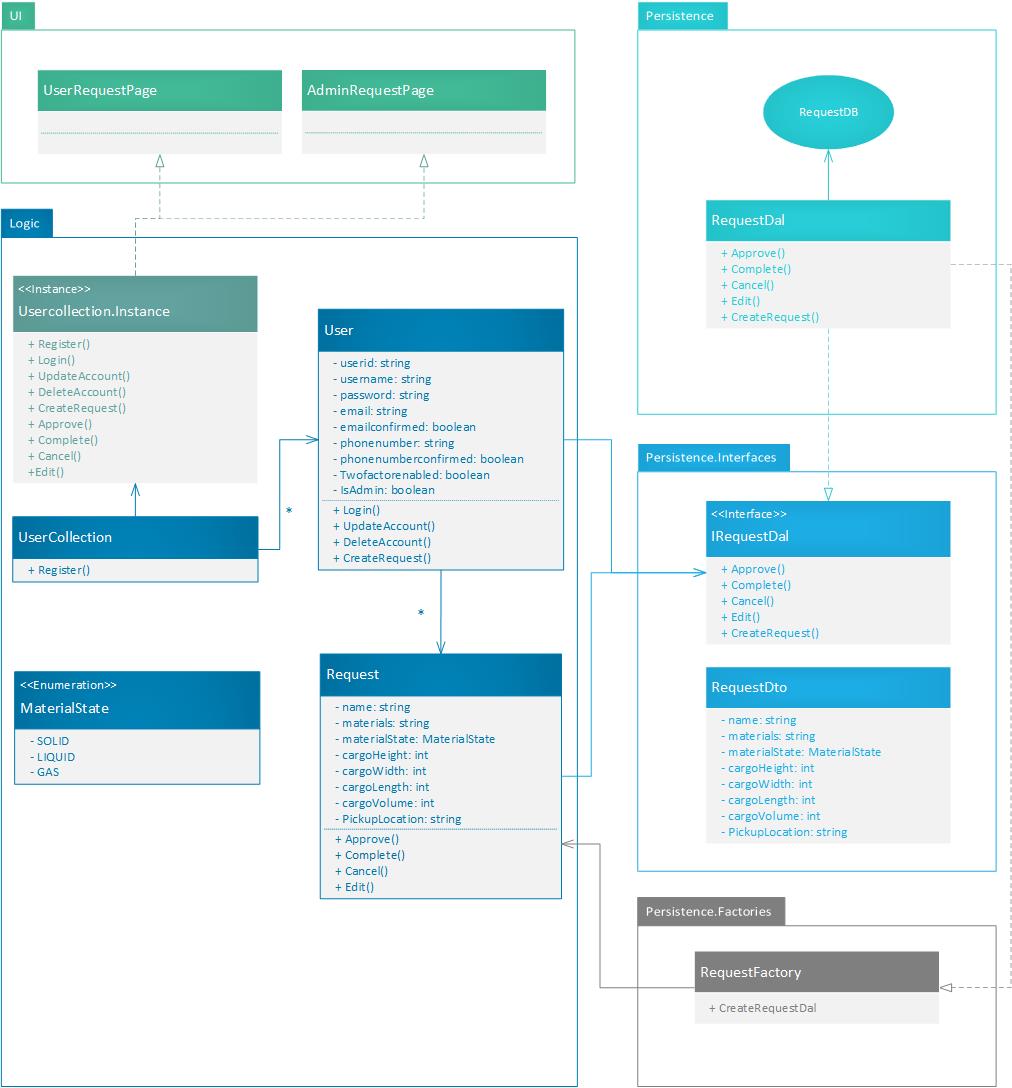 UI
UserRequestPage
AdminRequestPage
Logic
<<Instance>>
Usercollection.Instance
+ Register()
+ Login()
+ UpdateAccount()
+ DeleteAccount()
+ CreateRequest()
+ Approve()
+ Complete()
+ Cancel()
+Edit()
UserCollection
+ Register()
*
User
- userid: string
- username: string
- password: string
- email: string
- emailconfirmed: boolean
- phonenumber: string
- phonenumberconfirmed: boolean
- Twofactorenabled: boolean
- IsAdmin: boolean
+ Login()
+ UpdateAccount()
+ DeleteAccount()
+ CreateRequest()
*
<<Enumeration>>
MaterialState
- SOLID
- LIQUID
- GAS
Request
- name: string
- materials: string
- materialState: MaterialState
- cargoHeight: int
- cargoWidth: int
- cargoLength: int
- cargoVolume: int
- PickupLocation: string
+ Approve()
+ Complete()
+ Cancel()
+ Edit()
Persistence
RequestDB
RequestDal
+ Approve()
+ Complete()
+ Cancel()
+ Edit()
+ CreateRequest()
Persistence.Interfaces
<<Interface>>
IRequestDal
+ Approve()
+ Complete()
+ Cancel()
+ Edit()
+ CreateRequest()
RequestDto
- name: string
- materials: string
- materialState: MaterialState
- cargoHeight: int
- cargoWidth: int
- cargoLength: int
- cargoVolume: int
- PickupLocation: string
Persistence.Factories
RequestFactory
+ CreateRequestDal